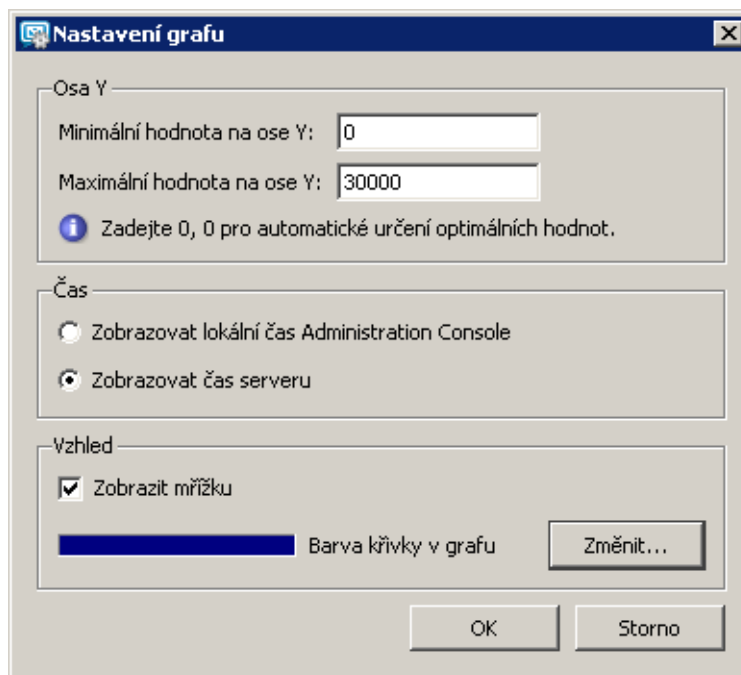 Nastavení grafu
Osa Y
Minimální hodnota na ose Y: 0
Maximální hodnota na ose Y: 30000
Zadejte 0, 0 pro automatické určení optimálních hodnot.
Čas
Zobrazovat lokální čas Administration Console
Zobrazovat čas serveru
Vzhled
Zobrazit mřížku
Barva křivky v grafu Změnit...
OK Storno